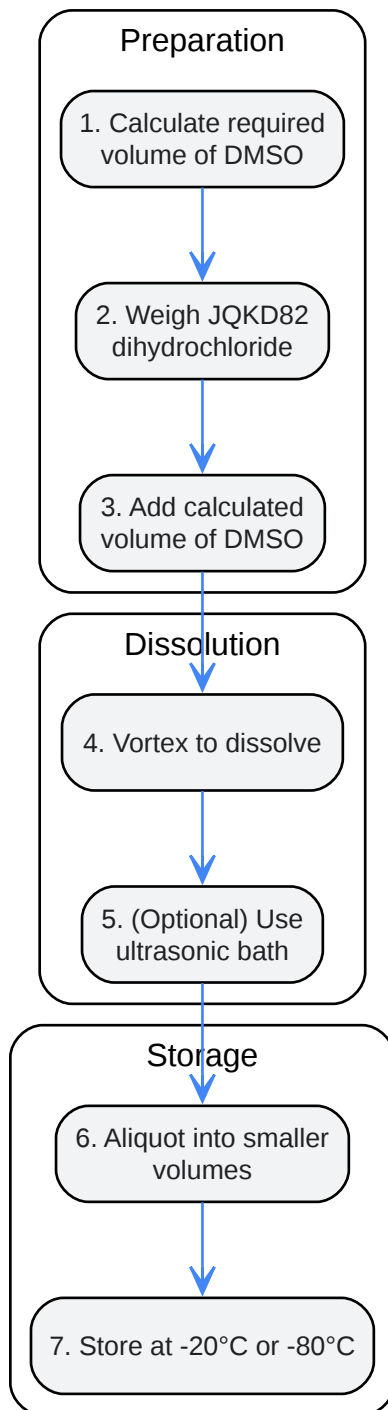 Preparation
1. Calculate required
volume of DMSO
2. Weigh JQKD82
dihydrochloride
3. Add calculated
volume of DMSO
Dissolution
4. Vortex to dissolve
5. (Optional) Use
ultrasonic bath
Storage
6. Aliquot into smaller
volumes
7. Store at -20°C or -80°C